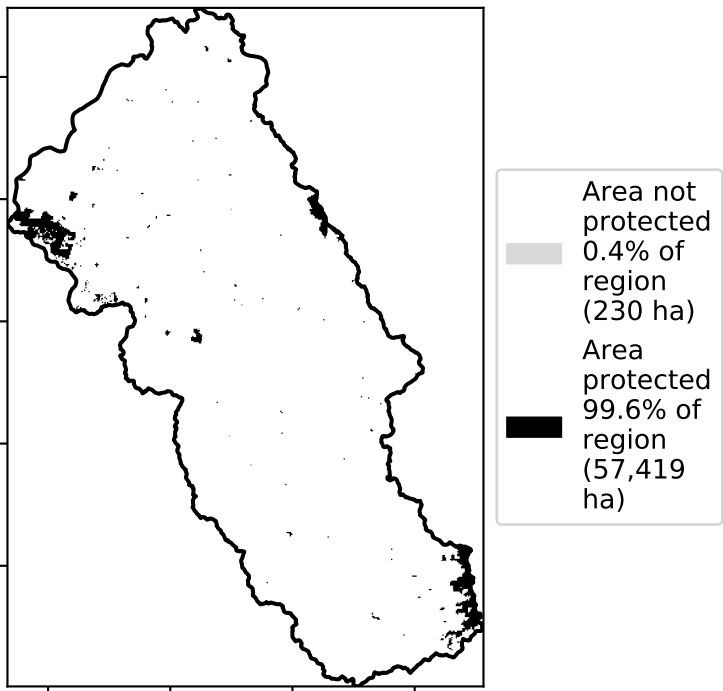 Area not
protected
0.4% of
region
(230 ha)
Area
protected
99.6% of
region
(57,419
ha)